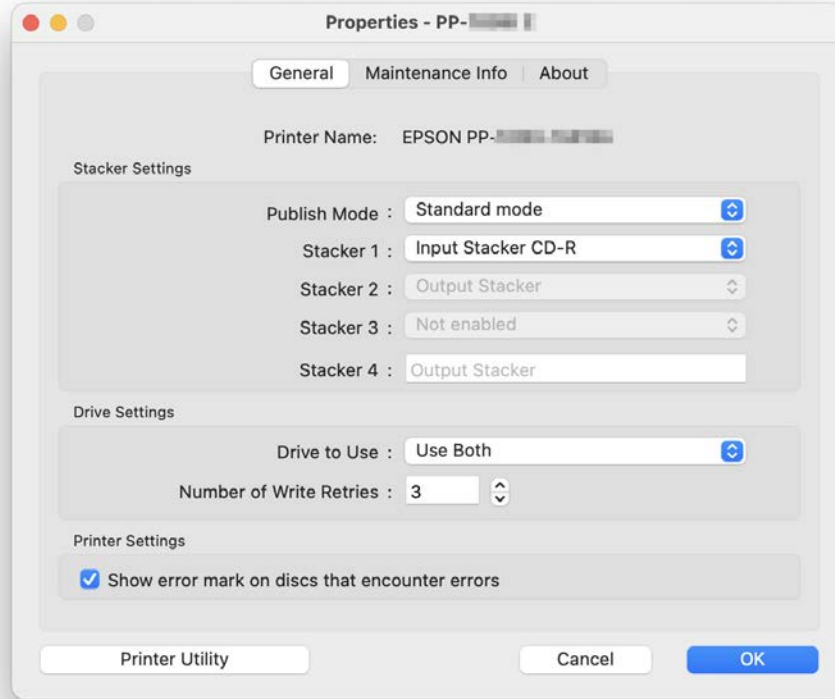 Properties - PP-
General Maintenance Info About
Printer Name: EPSON PP-
Stacker Settings
Publish Mode : Standard mode
Stacker 1 : Input Stacker CD-R
Stacker 2 : Output Stacker
Stacker 3 : Not enabled
Stacker 4 : Output Stacker
Drive Settings
Drive to Use : Use Both
Number of Write Retries : 3
Printer Settings
Show error mark on discs that encounter errors
Printer Utility Cancel OK